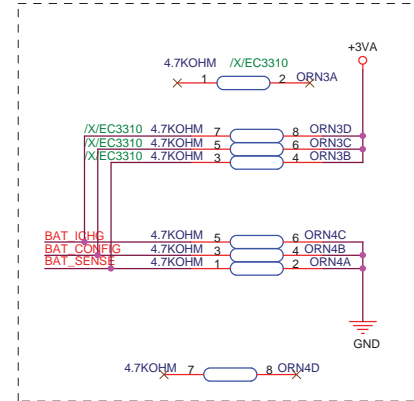 +3VA
4.7KOHM /X/EC3310
1 2 ORN3A
/X/EC3310 4.7KOHM 7 8 ORN3D
/X/EC3310 4.7KOHM 5 6 ORN3C
/X/EC3310 4.7KOHM 3 4 ORN3B
BAT_ICHG 4.7KOHM 5 6 ORN4C
BAT_CONFIG 4.7KOHM 3 4 ORN4B
BAT_SENSE 4.7KOHM 1 2 ORN4A
GND
4.7KOHM 7 8 ORN4D